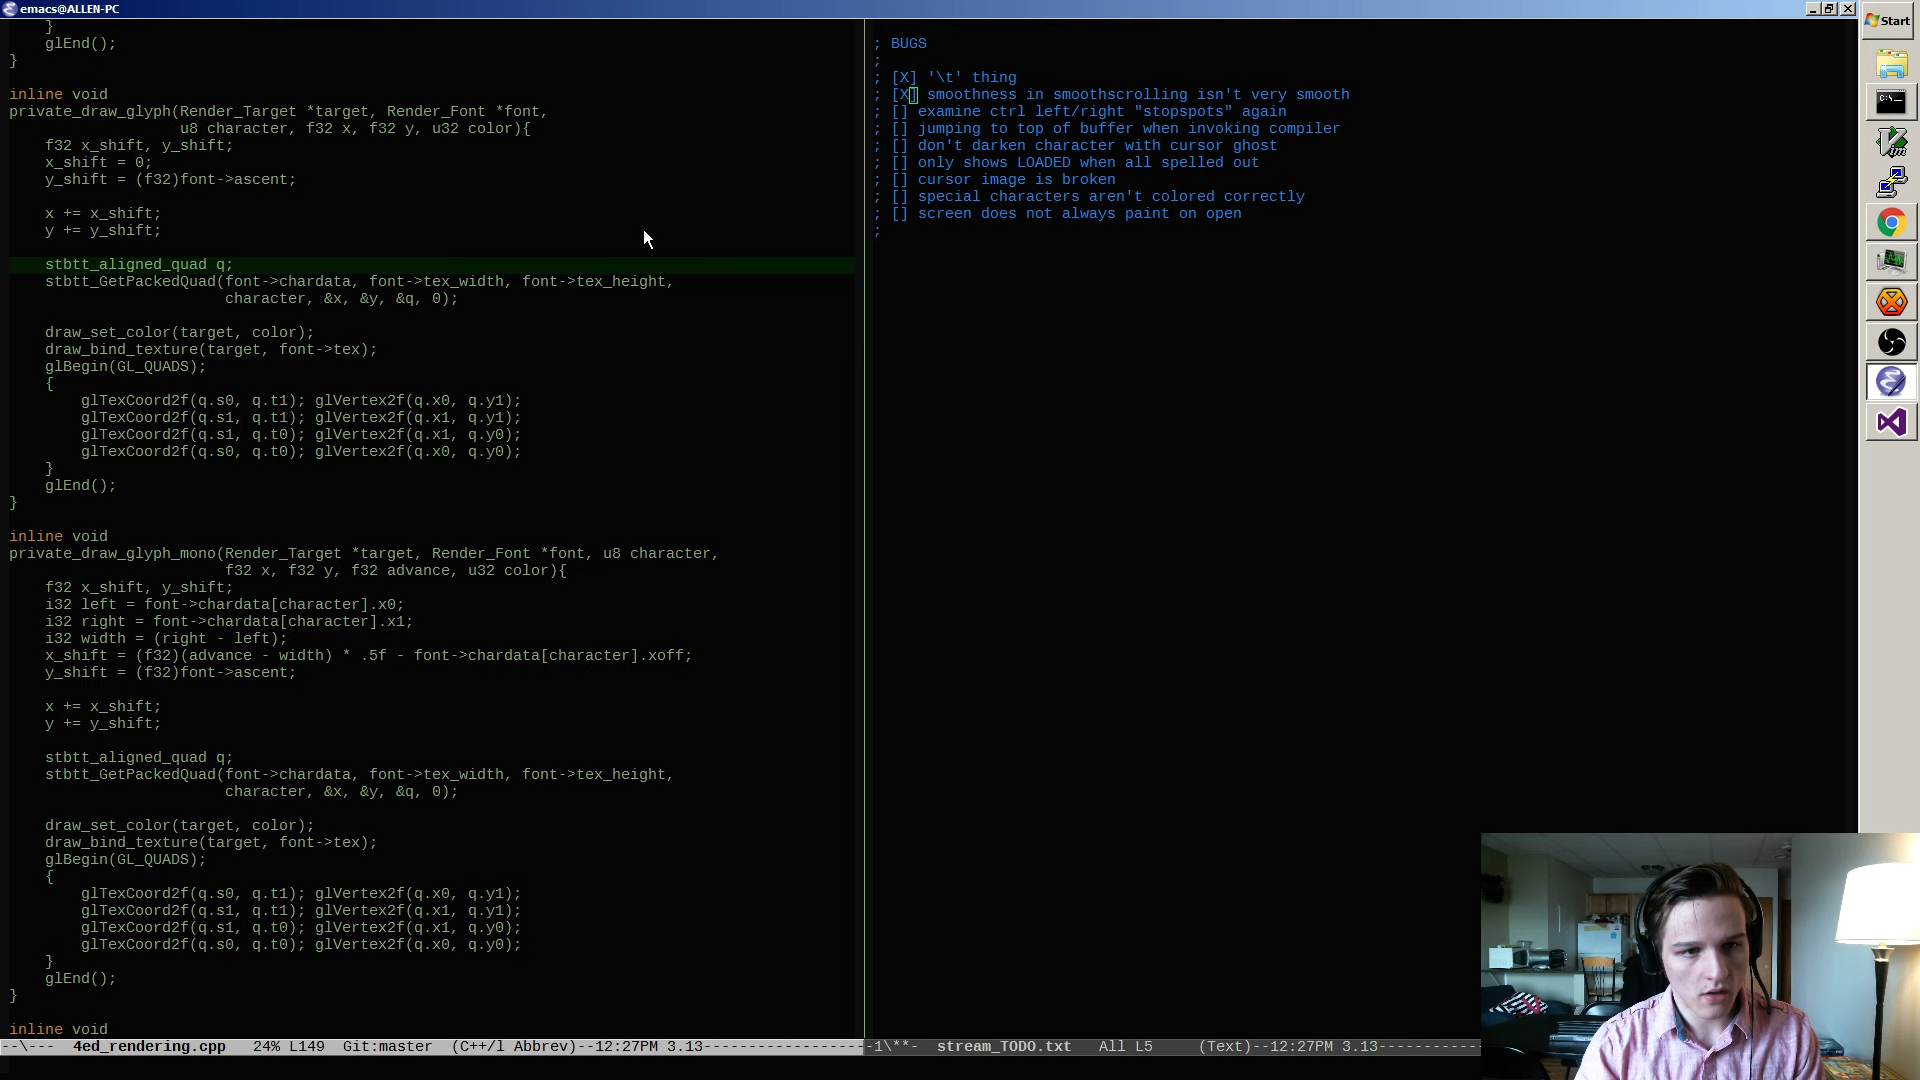 emacs@ALLEN-PC
Start
}
glEnd();
}
inline void
private_draw_glyph(Render_Target *target, Render_Font *font,
u8 character, f32 x, f32 y, u32 color){
f32 x_shift, y_shift;
x_shift = 0;
y_shift = (f32)font->ascent;
x += x_shift;
y += y_shift;
stbtt_aligned_quad q;
stbtt_GetPackedQuad(font->chardata, font->tex_width, font->tex_height,
character, &x, &y, &q, 0);
draw_set_color(target, color);
draw_bind_texture(target, font->tex);
glBegin(GL_QUADS);
{
glTexCoord2f(q.s0, q.t1); glVertex2f(q.x0, q.y1);
glTexCoord2f(q.s1, q.t1); glVertex2f(q.x1, q.y1);
glTexCoord2f(q.s1, q.t0); glVertex2f(q.x1, q.y0);
glTexCoord2f(q.s0, q.t0); glVertex2f(q.x0, q.y0);
}
glEnd();
}
inline void
private_draw_glyph_mono(Render_Target *target, Render_Font *font, u8 character,
f32 x, f32 y, f32 advance, u32 color){
f32 x_shift, y_shift;
i32 left = font->chardata[character].x0;
i32 right = font->chardata[character].x1;
i32 width = (right - left);
x_shift = (f32)(advance - width) * .5f - font->chardata[character].xoff;
y_shift = (f32)font->ascent;
x += x_shift;
y += y_shift;
stbtt_aligned_quad q;
stbtt_GetPackedQuad(font->chardata, font->tex_width, font->tex_height,
character, &x, &y, &q, 0);
draw_set_color(target, color);
draw_bind_texture(target, font->tex);
glBegin(GL_QUADS);
{
glTexCoord2f(q.s0, q.t1); glVertex2f(q.x0, q.y1);
glTexCoord2f(q.s1, q.t1); glVertex2f(q.x1, q.y1);
glTexCoord2f(q.s1, q.t0); glVertex2f(q.x1, q.y0);
glTexCoord2f(q.s0, q.t0); glVertex2f(q.x0, q.y0);
}
glEnd();
}
inline void
--\--- 4ed_rendering.cpp 24% L149 Git:master (C++/l Abbrev)--12:27PM 3.13------------------
; BUGS
;
; [X] '\t' thing
; [X] smoothness in smoothscrolling isn't very smooth
; [] examine ctrl left/right "stopspots" again
; [] jumping to top of buffer when invoking compiler
; [] don't darken character with cursor ghost
; [] only shows LOADED when all spelled out
; [] cursor image is broken
; [] special characters aren't colored correctly
; [] screen does not always paint on open
;
-1\**- stream_TODO.txt All L5 (Text)--12:27PM 3.13-----------